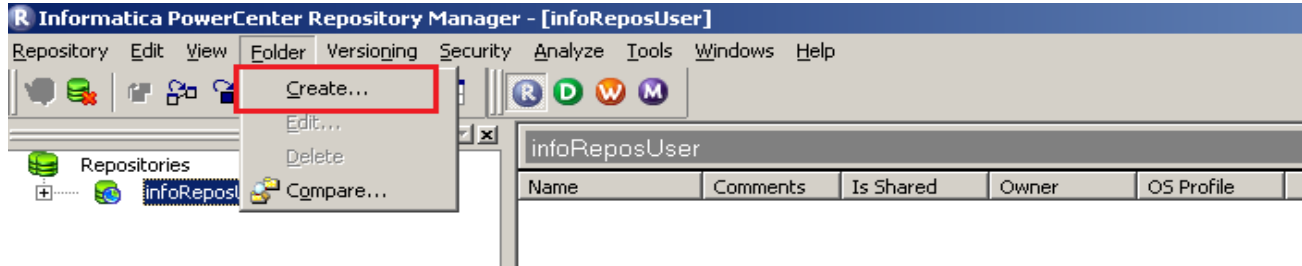 R Informatica PowerCenter Repository Manager - [infoReposUser]
Repository Edit View Folder Versioning Security Analyze Tools Windows Help
Create...
R D W M
Edit...
infoReposUser
Repositories
Delete
Name Comments Is Shared Owner OS Profile
Compare...